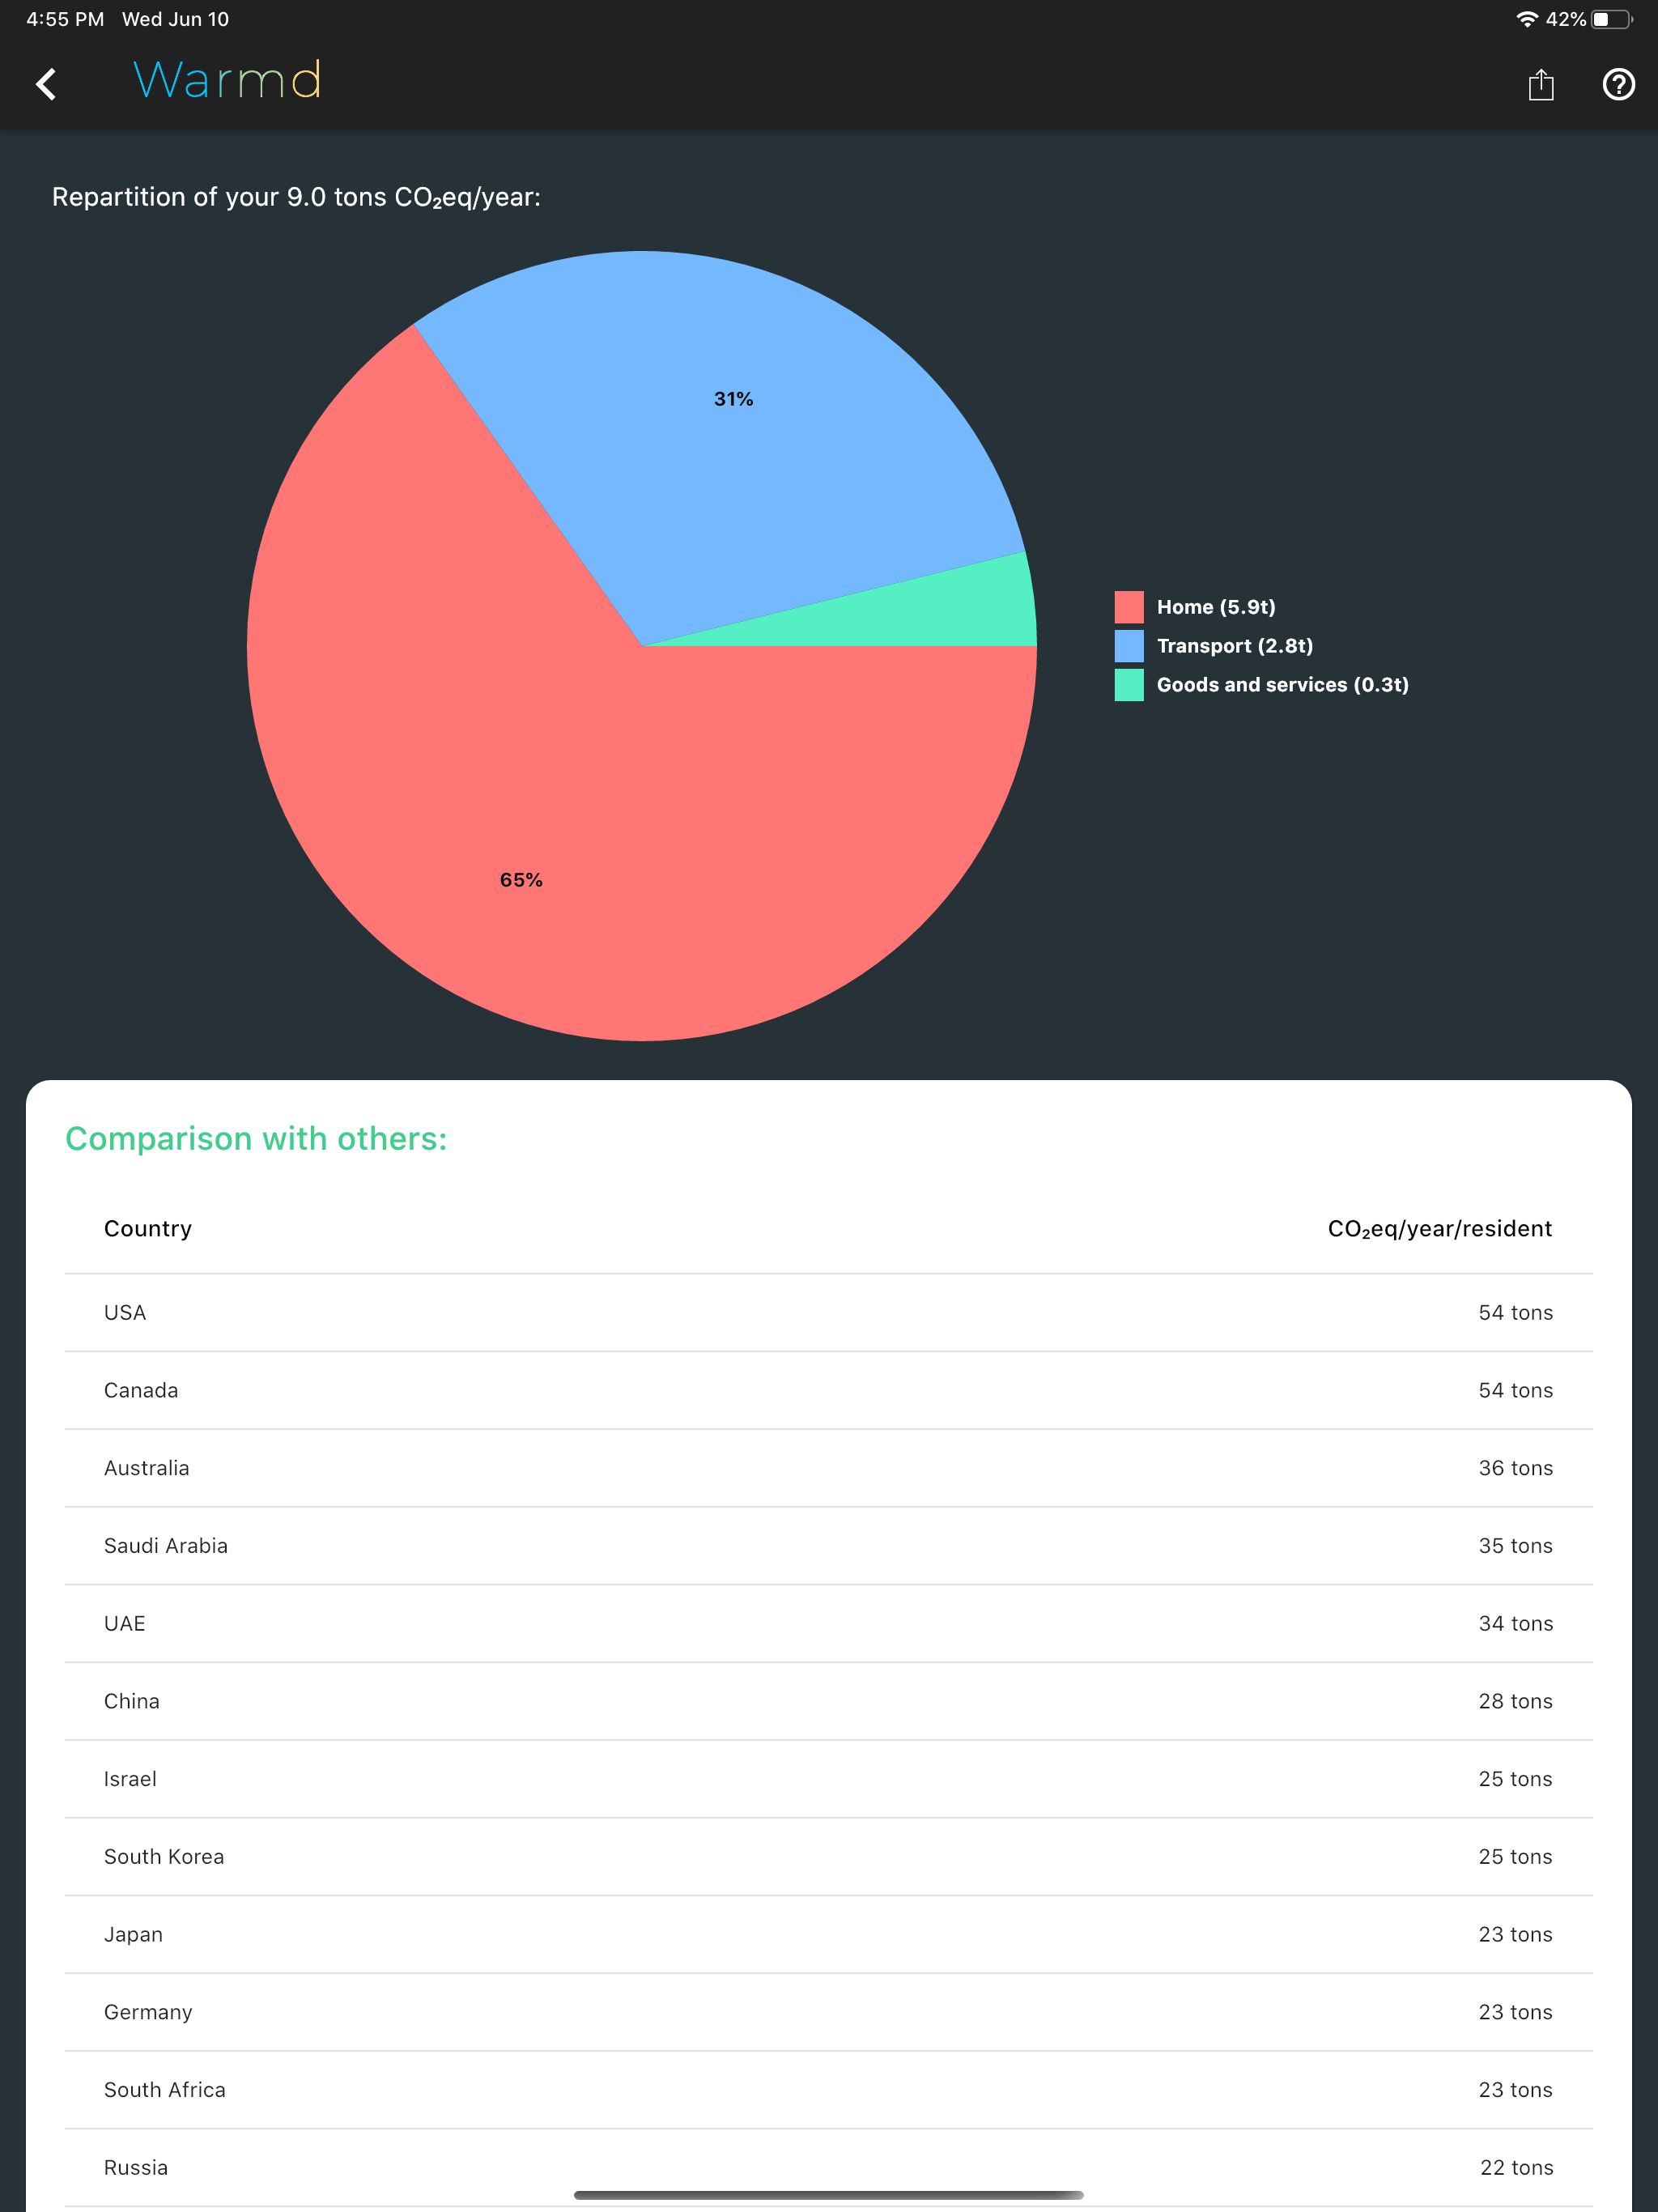 4:55 PM Wed Jun 10 42%
Warmd
Repartition of your 9.0 tons CO₂eq/year:
31%
65%
Home (5.9t)
Transport (2.8t)
Goods and services (0.3t)
Comparison with others:
Country CO₂eq/year/resident
USA 54 tons
Canada 54 tons
Australia 36 tons
Saudi Arabia 35 tons
UAE 34 tons
China 28 tons
Israel 25 tons
South Korea 25 tons
Japan 23 tons
Germany 23 tons
South Africa 23 tons
Russia 22 tons